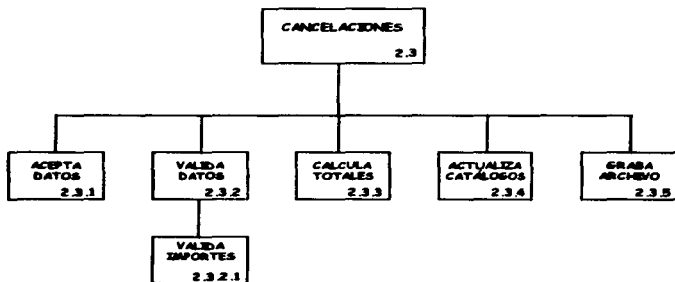 CANCELACIONES
2.3
ACEPTA
DATOS
2.3.1
VALIDA
DATOS
2.3.2
CALCULA
TOTALES
2.3.3
ACTUALIZA
CATÁLOGOS
2.3.4
GRABA
ARCHIVO
2.3.5
VALIDA
IMPORTES
2.3.2.1